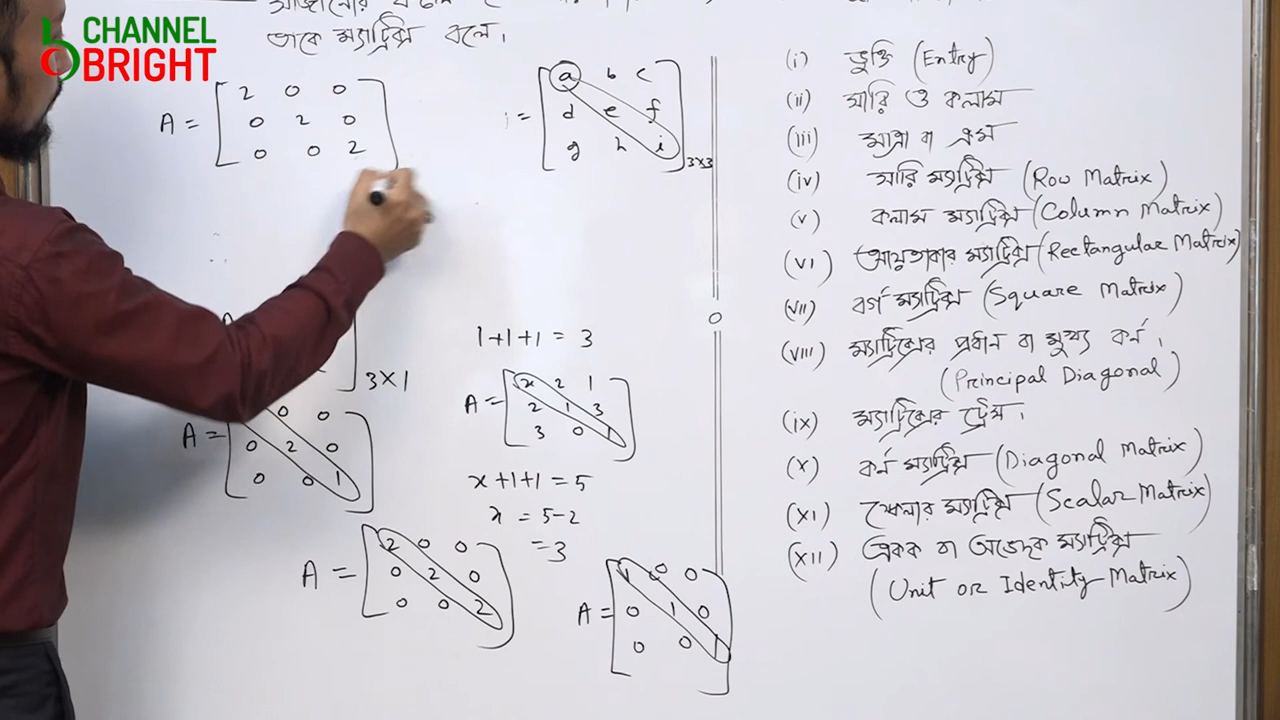 CHANNEL
BRIGHT
তাকে ম্যাট্রিক্স বলে।
A = [ 2 0 0
0 2 0
0 0 2 ]
= [ a b c
d e f
g h i ] 3×3
3×1
A = [ 0 0
0 2 0
0 0 1 ]
1+1+1 = 3
A = [ x 2 1
2 1 3
3 0 1 ]
x+1+1 = 5
x = 5-2
= 3
A = [ 2 0 0
0 2 0
0 0 2 ]
A = [ 1 0 0
0 1 0
0 0 1 ]
(i) ভুক্তি (Entry)
(ii) সারি ও কলাম
(iii) মাত্রা বা ক্রম
(iv) সারি ম্যাট্রিক্স (Row Matrix)
(v) কলাম ম্যাট্রিক্স (Column Matrix)
(vi) আয়তাকার ম্যাট্রিক্স (Rectangular Matrix)
(vii) বর্গ ম্যাট্রিক্স (Square Matrix)
(viii) ম্যাট্রিক্সের প্রধান বা মুখ্য কর্ন।
(Principal Diagonal)
(ix) ম্যাট্রিক্সের ট্রেস।
(x) কর্ন ম্যাট্রিক্স (Diagonal Matrix)
(xi) স্কেলার ম্যাট্রিক্স (Scalar Matrix)
(xii) একক বা অভেদক ম্যাট্রিক্স
(Unit or Identity Matrix)